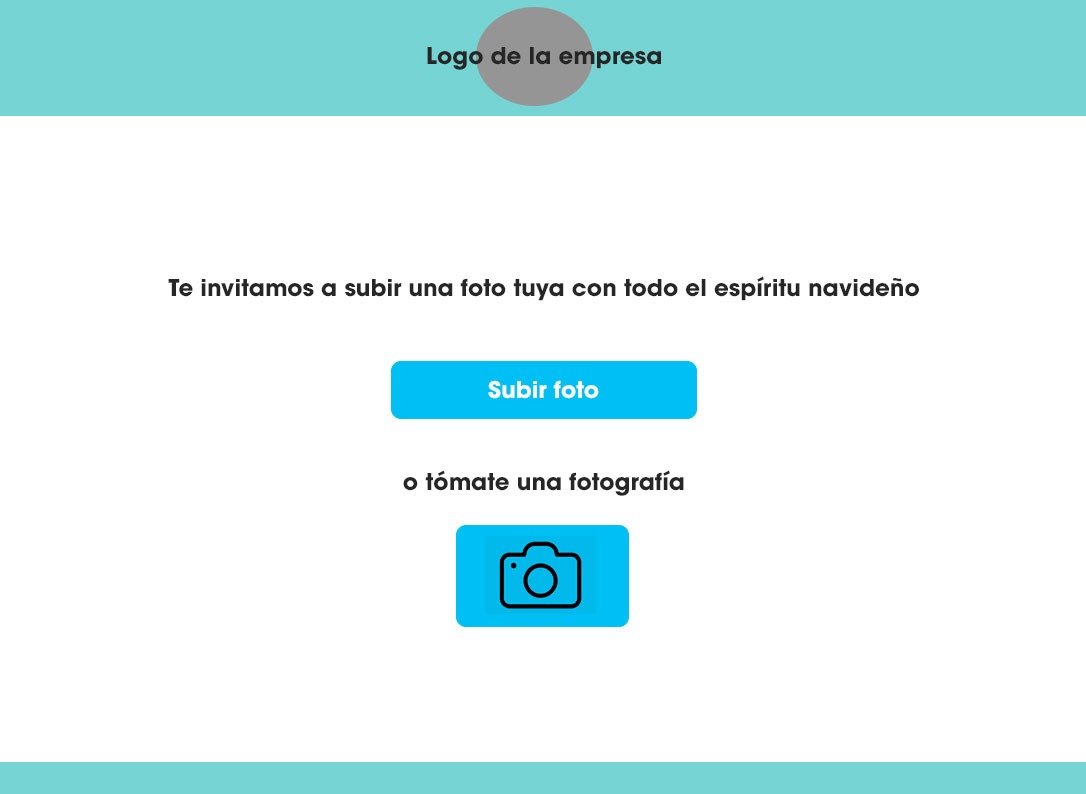 Logo de la empresa
Te invitamos a subir una foto tuya con todo el espíritu navideño
Subir foto
o tómate una fotografía